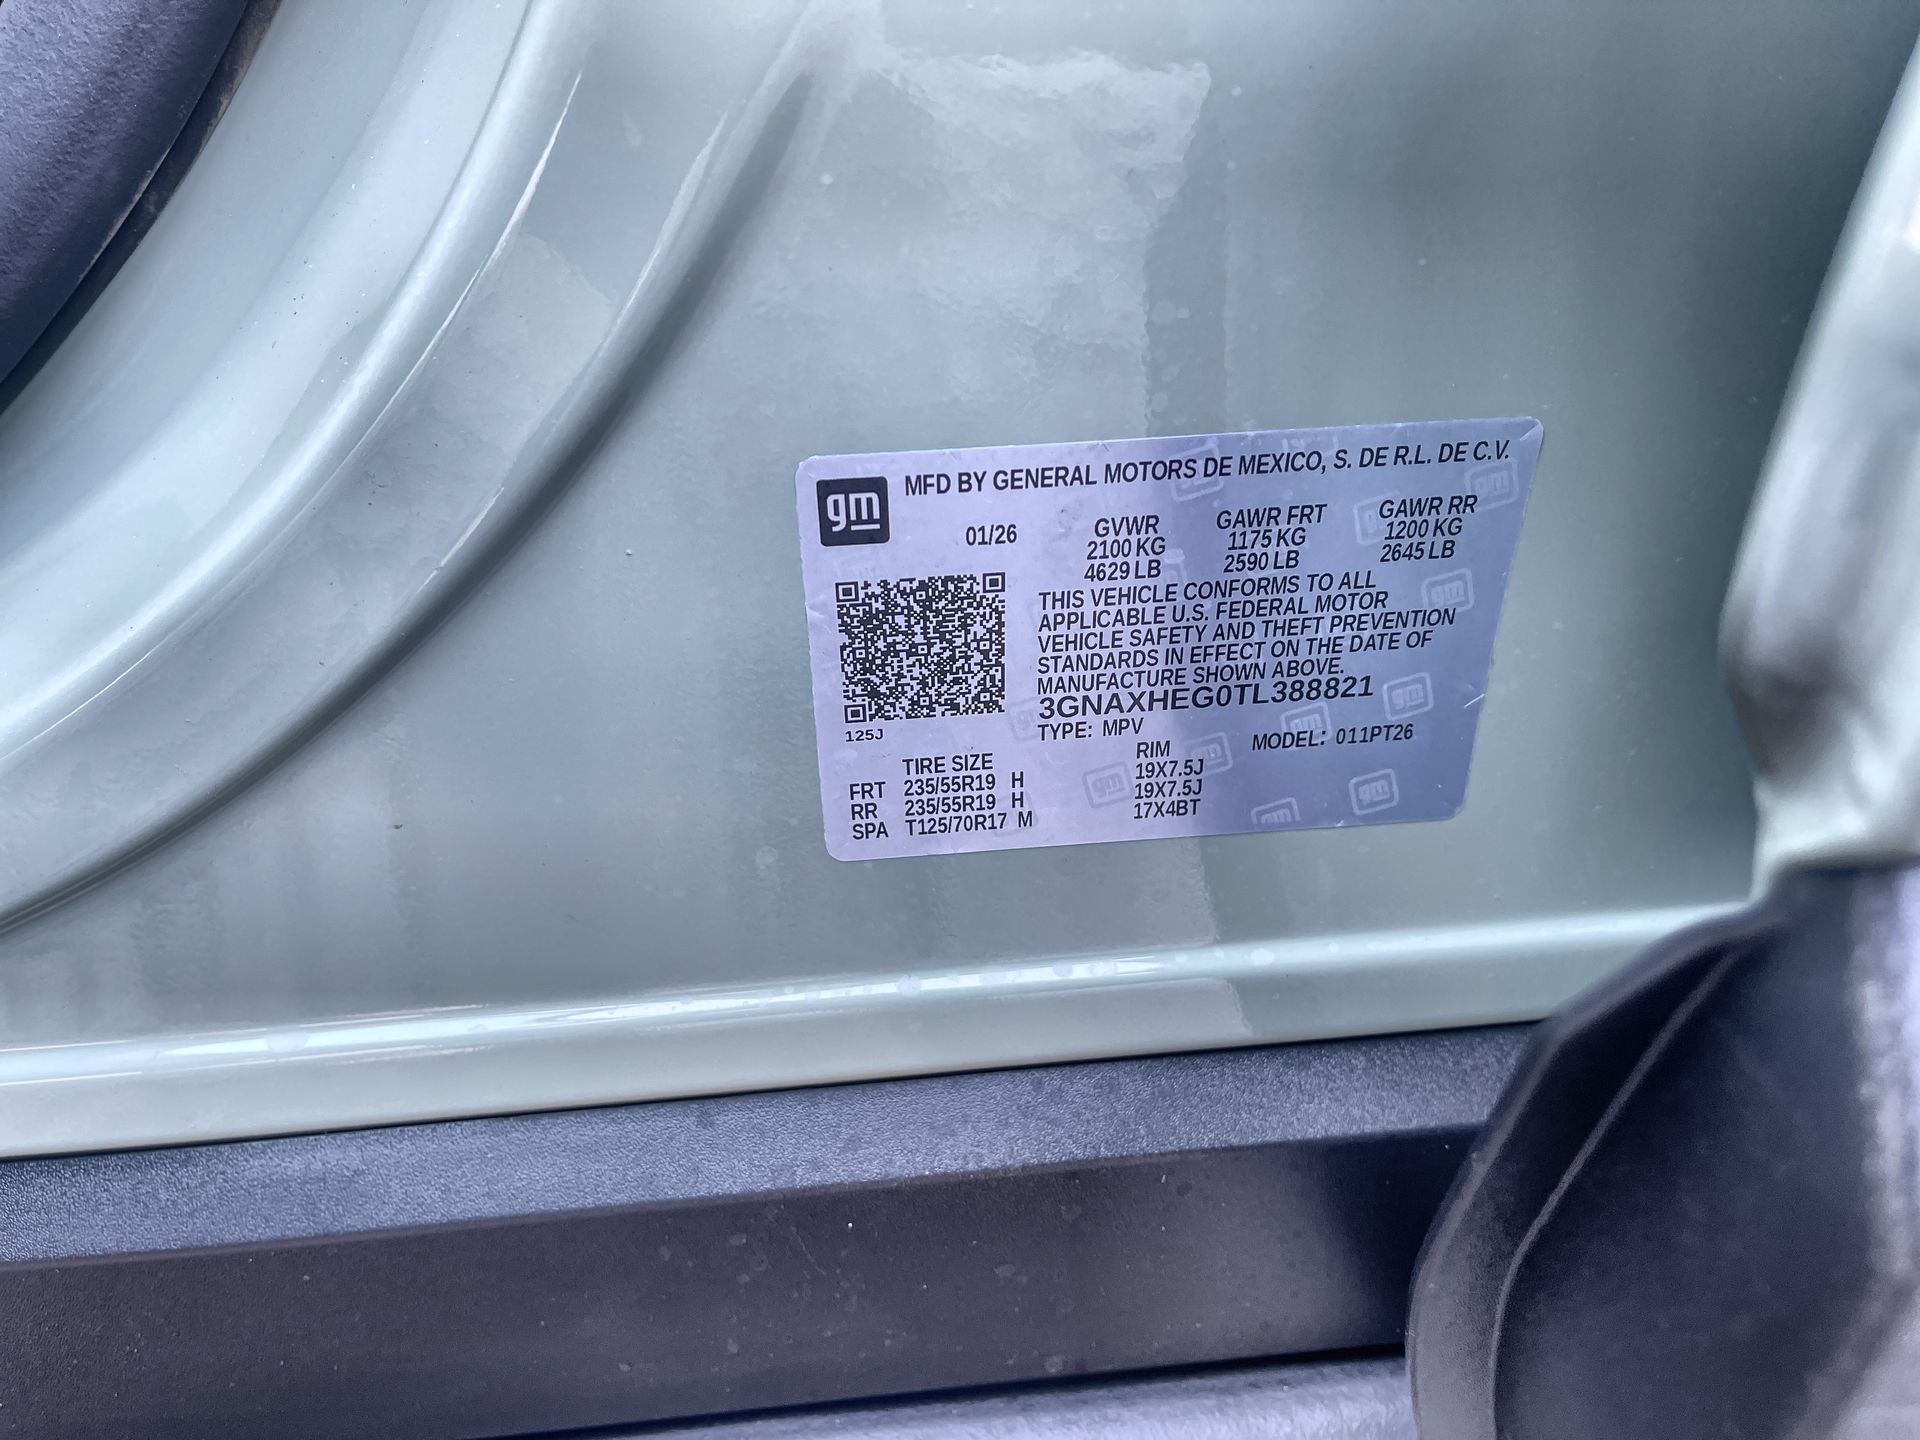 gm
MFD BY GENERAL MOTORS DE MEXICO, S. DE R.L. DE C.V.
01/26
GVWR
2100 KG
4629 LB
GAWR FRT
1175 KG
2590 LB
GAWR RR
1200 KG
2645 LB
THIS VEHICLE CONFORMS TO ALL
APPLICABLE U.S. FEDERAL MOTOR
VEHICLE SAFETY AND THEFT PREVENTION
STANDARDS IN EFFECT ON THE DATE OF
MANUFACTURE SHOWN ABOVE.
3GNAXHEG0TL388821
TYPE: MPV
MODEL: 011PT26
125J
TIRE SIZE RIM
FRT 235/55R19 H 19X7.5J
RR 235/55R19 H 19X7.5J
SPA T125/70R17 M 17X4BT